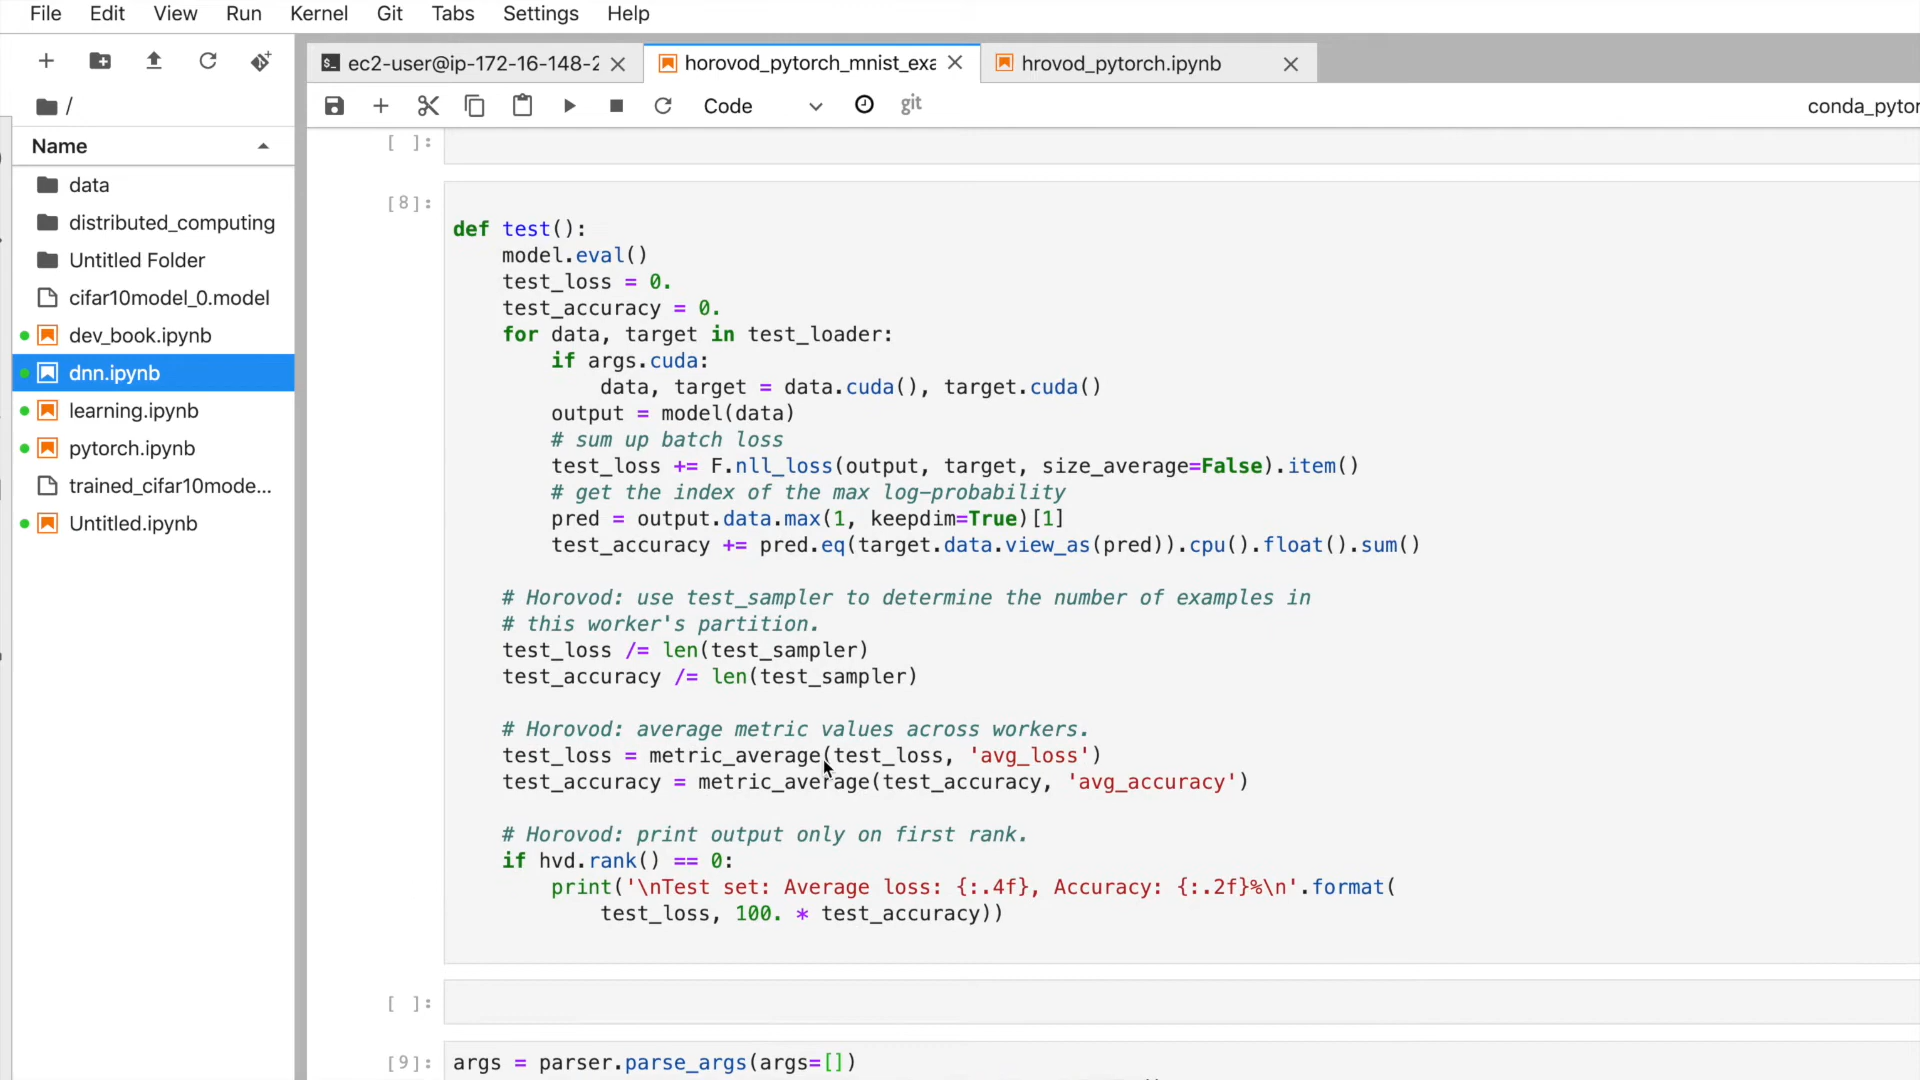 File Edit View Run Kernel Git Tabs Settings Help
ec2-user@ip-172-16-148-2
horovod_pytorch_mnist_exa
hrovod_pytorch.ipynb
Code
git
conda_pytor
/
Name
data
distributed_computing
Untitled Folder
cifar10model_0.model
dev_book.ipynb
dnn.ipynb
learning.ipynb
pytorch.ipynb
trained_cifar10mode...
Untitled.ipynb
[ ]:
[8]:
def test():
    model.eval()
    test_loss = 0.
    test_accuracy = 0.
    for data, target in test_loader:
        if args.cuda:
            data, target = data.cuda(), target.cuda()
        output = model(data)
        # sum up batch loss
        test_loss += F.nll_loss(output, target, size_average=False).item()
        # get the index of the max log-probability
        pred = output.data.max(1, keepdim=True)[1]
        test_accuracy += pred.eq(target.data.view_as(pred)).cpu().float().sum()
    # Horovod: use test_sampler to determine the number of examples in
    # this worker's partition.
    test_loss /= len(test_sampler)
    test_accuracy /= len(test_sampler)
    # Horovod: average metric values across workers.
    test_loss = metric_average(test_loss, 'avg_loss')
    test_accuracy = metric_average(test_accuracy, 'avg_accuracy')
    # Horovod: print output only on first rank.
    if hvd.rank() == 0:
        print('\nTest set: Average loss: {:.4f}, Accuracy: {:.2f}%\n'.format(
            test_loss, 100. * test_accuracy))
[ ]:
[9]:
args = parser.parse_args(args=[])